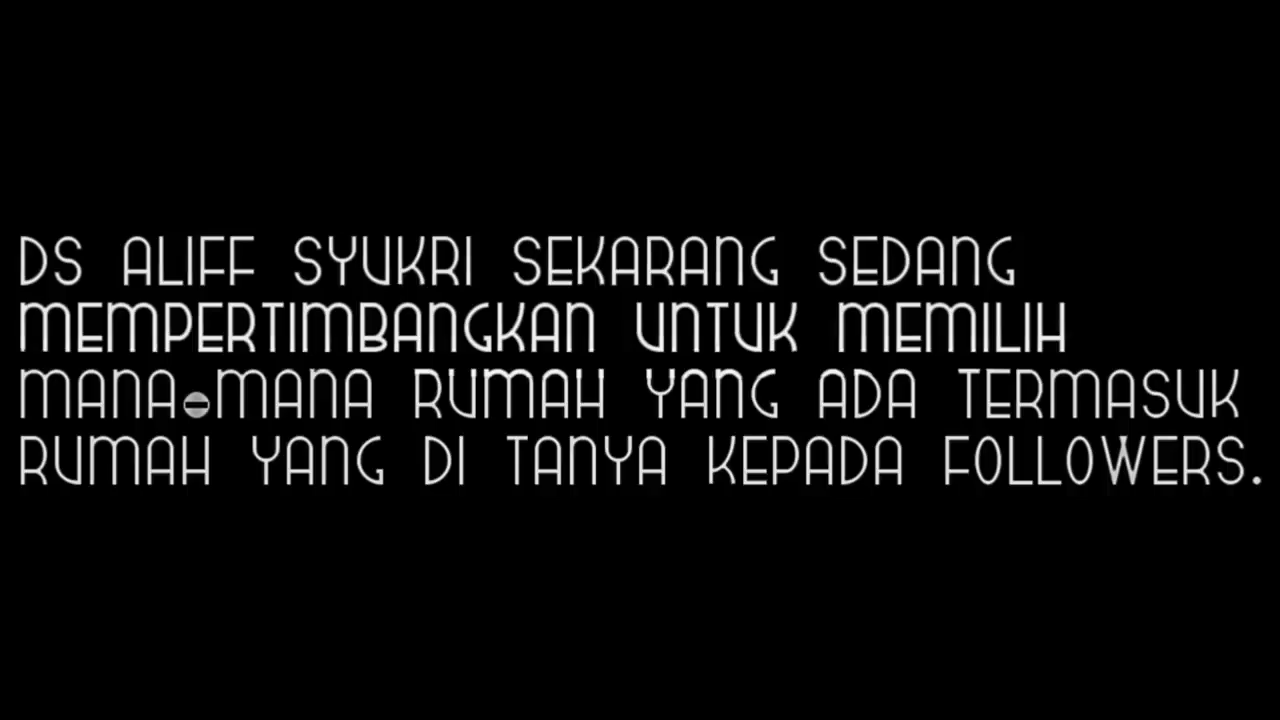 DS ALIFF SYUKRI SEKARANG SEDANG
MEMPERTIMBANGKAN UNTUK MEMILIH
MANA-MANA RUMAH YANG ADA TERMASUK
RUMAH YANG DI TANYA KEPADA FOLLOWERS.